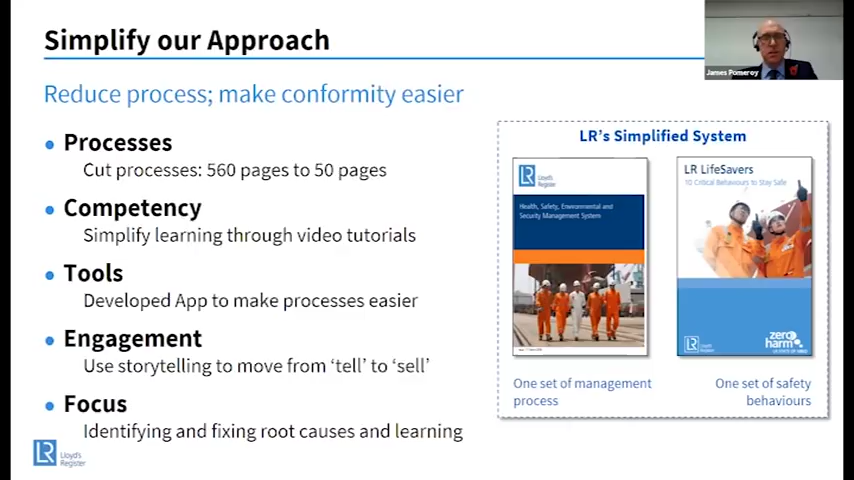 Simplify our Approach
James Pomeroy
Reduce process; make conformity easier
• Processes
Cut processes: 560 pages to 50 pages
• Competency
Simplify learning through video tutorials
• Tools
Developed App to make processes easier
• Engagement
Use storytelling to move from ‘tell’ to ‘sell’
• Focus
Identifying and fixing root causes and learning
LR’s Simplified System
LR
Lloyd's
Register
Health, Safety, Environmental and
Security Management System
LR LifeSavers
10 Critical Behaviours to Stay Safe
LR
Lloyd's
Register
zero
harm
One set of management
process
One set of safety
behaviours
LR
Lloyd's
Register